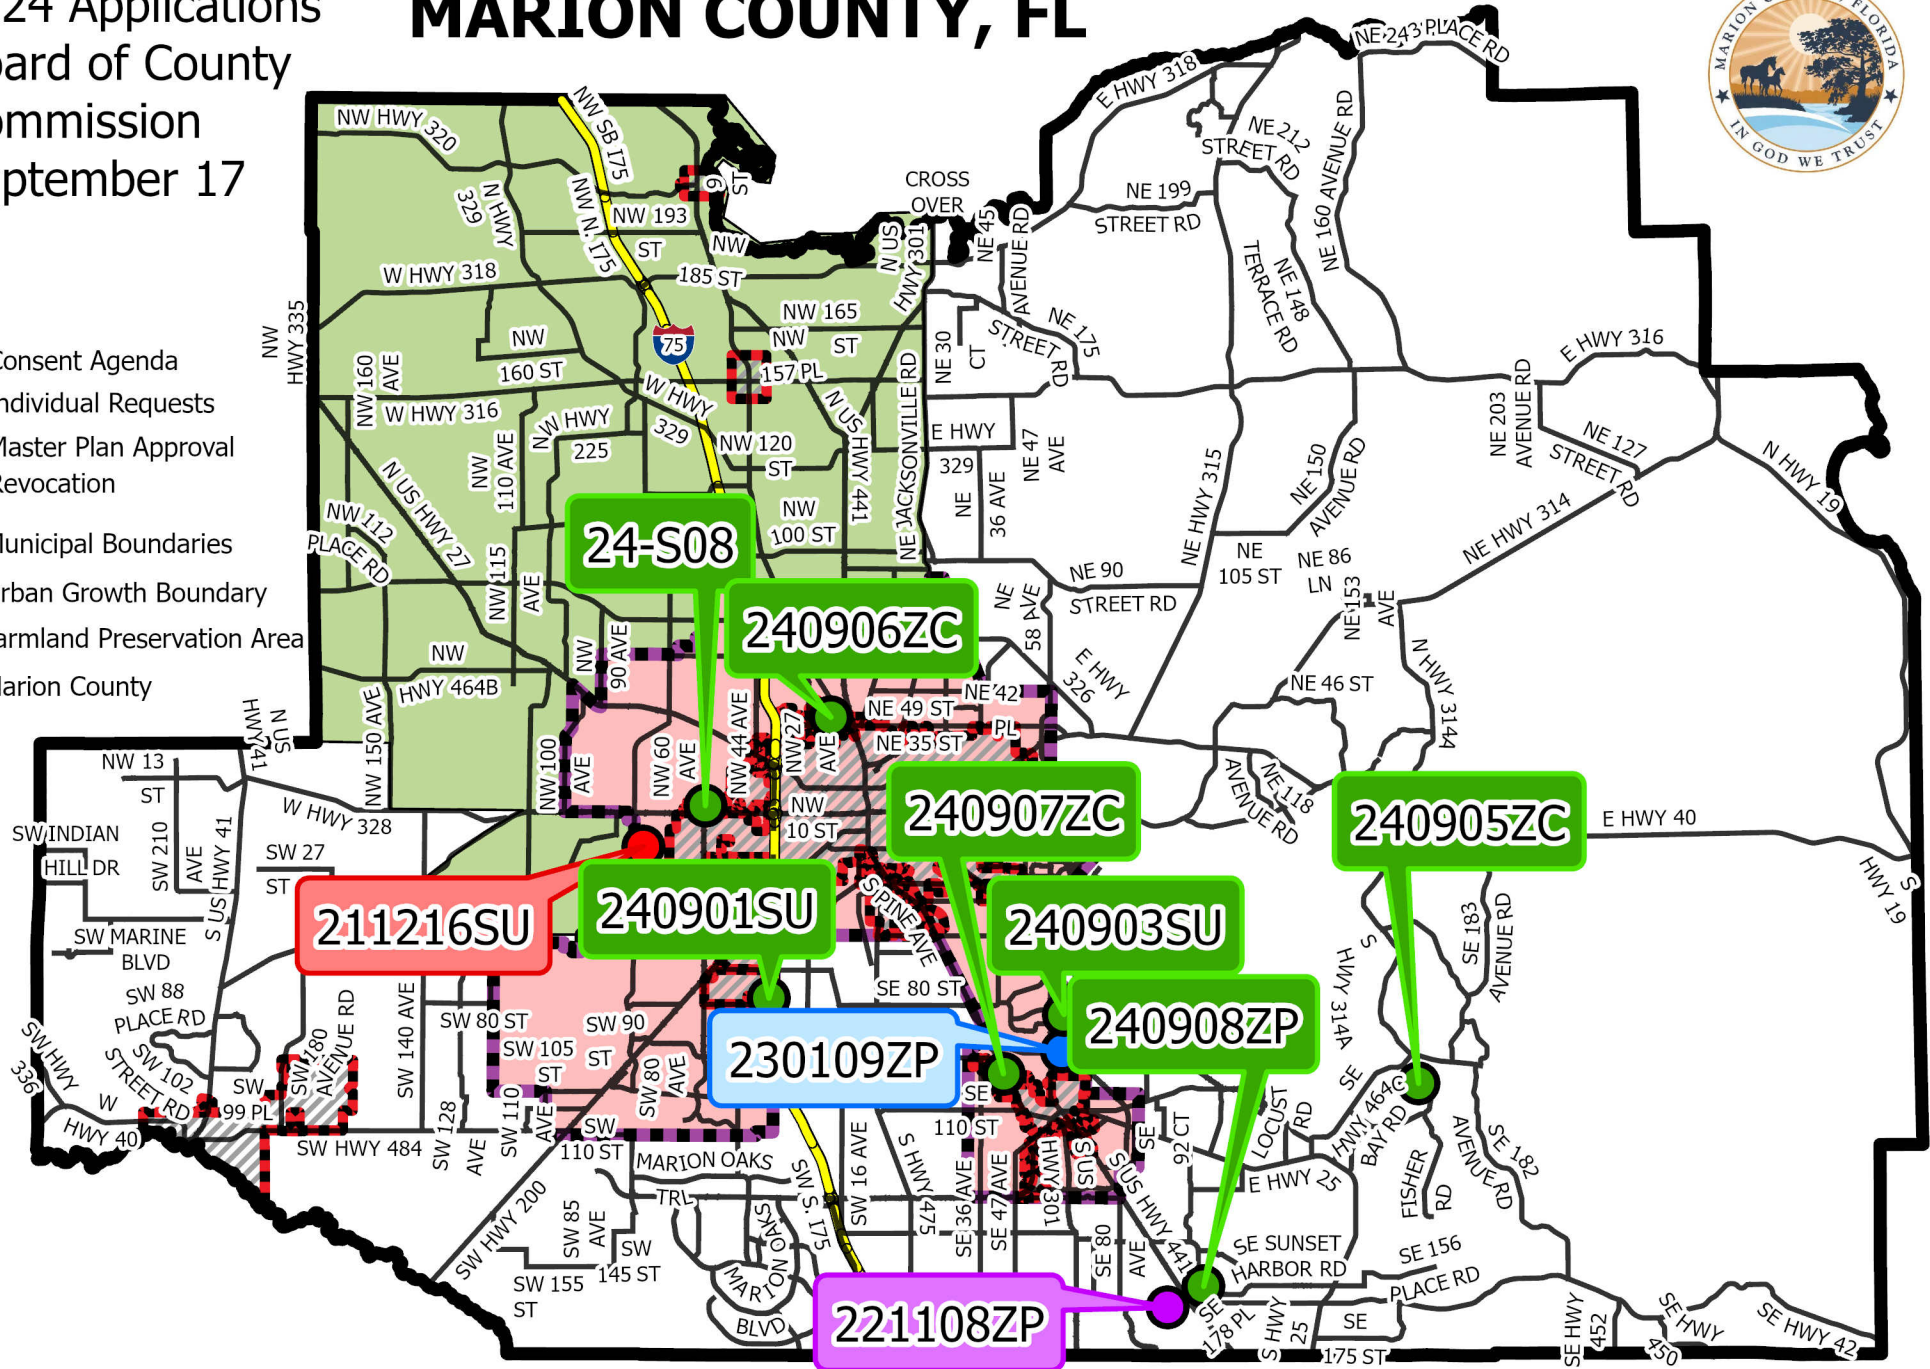 24 Applications
MARION COUNTY, FL
ard of County
mmission
ptember 17
MARION
FLORIDA
IN GOD WE TRUST
onsent Agenda
ndividual Requests
Master Plan Approval
Revocation
Municipal Boundaries
rban Growth Boundary
armland Preservation Area
arion County
NE 243 PLACE RD
E HWY 318
NW HWY 320
NW SB I75
NE 212
STREET RD
NE 160 AVENUE RD
N HWY
329
NW N. I75
NW 193
ST
9
ST
CROSS
OVER
NE 199
STREET RD
NW
185 ST
N US
HWY 301
NE 45
AVENUE RD
W HWY 318
NE 148
TERRACE RD
NW
HWY 335
75
NW 165
ST
NW
157 PL
NE 30
CT
NE 175
STREET RD
E HWY 316
NW
160 ST
NW 160
AVE
W HWY 316
W HWY
329
NW HWY
225
NW
110 AVE
NW 120
ST
N US HWY 441
NE JACKSONVILLE RD
E HWY
329
NE 47
AVE
NE
36 AVE
NE HWY 315
NE 150
AVENUE RD
NE 203
AVENUE RD
NE 127
STREET RD
N HWY 19
N US HWY 27
NW 112
PLACE RD
NW 115
AVE
NW
100 ST
24-S08
NE 90
STREET RD
NE
105 ST
NE 86
LN
NE HWY 314
NE 153
AVE
NE
58 AVE
240906ZC
NW
HWY 464B
NW
90 AVE
E HWY
326
NE 46 ST
N HWY 314A
NE 42
PL
NE 49 ST
NE 35 ST
N US
HWY 41
NW 150 AVE
NW 100
AVE
NW 60
AVE
NW 44 AVE
NW 27
AVE
NW 13
ST
W HWY 328
NW
10 ST
240907ZC
NE 118
AVENUE RD
240905ZC
E HWY 40
SW INDIAN
HILL DR
SW 210
AVE
S US HWY 41
SW 27
ST
S
HWY 19
211216SU
240901SU
S PINE AVE
240903SU
SE 183
AVENUE RD
SW MARINE
BLVD
SW 88
PLACE RD
SE 80 ST
S
HWY 314A
240908ZP
SW HWY
336
SW 102
STREET RD
SW 180
AVENUE RD
SW 140 AVE
SW 80 ST
SW 90
ST
SW 105
ST
230109ZP
SW
99 PL
W
HWY 40
SW HWY 484
SW 128
AVE
SW 110
AVE
SW 80
AVE
SW
110 ST
SE
110 ST
SE
92 CT
LOCUST
RD
SE
HWY 464C
BAY RD
SE 182
AVENUE RD
MARION OAKS
TRL
SW S. I75
SW 16 AVE
S HWY 475
SE 36 AVE
SE 47 AVE
S US
HWY 301
S US HWY 441
E HWY 25
FISHER
RD
SW HWY 200
SW 85
AVE
SW
145 ST
SW 155
ST
MARION OAKS
BLVD
SE 80
AVE
SE SUNSET
HARBOR RD
SE 156
PLACE RD
221108ZP
SE
178 PL
S HWY
25
SE
175 ST
SE HWY
452
SE HWY
450
SE HWY 42